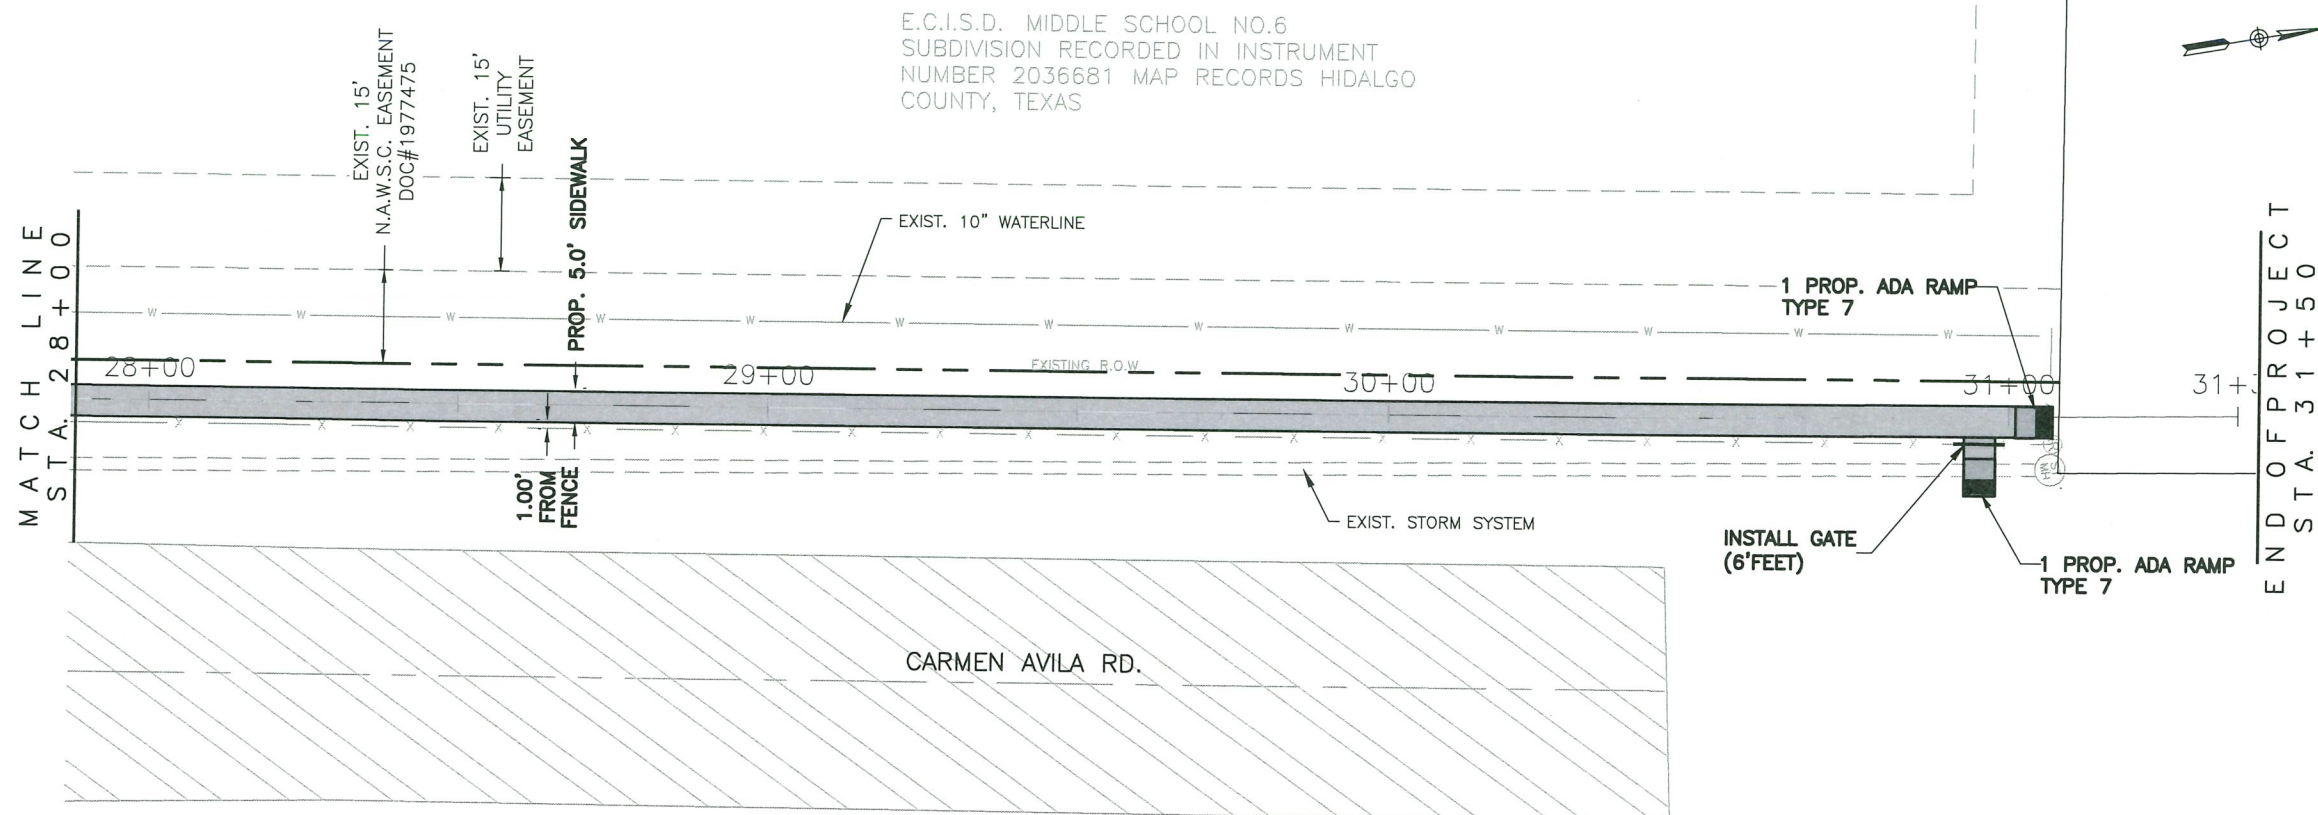 E.C.I.S.D. MIDDLE SCHOOL NO.6
SUBDIVISION RECORDED IN INSTRUMENT
NUMBER 2036681 MAP RECORDS HIDALGO
COUNTY, TEXAS
EXIST. 15'
N.A.W.S.C. EASEMENT
DOC#1977475
EXIST. 15'
UTILITY
EASEMENT
PROP. 5.0' SIDEWALK
EXIST. 10" WATERLINE
1 PROP. ADA RAMP
TYPE 7
MATCH LINE
STA. 28+00
W W W W W W W W W W W W W
EXISTING R.O.W
28+00
29+00
30+00
31+00
END OF PROJECT
STA. 31+50
1.00'
FROM
FENCE
EXIST. STORM SYSTEM
INSTALL GATE
(6'FEET)
1 PROP. ADA RAMP
TYPE 7
CARMEN AVILA RD.